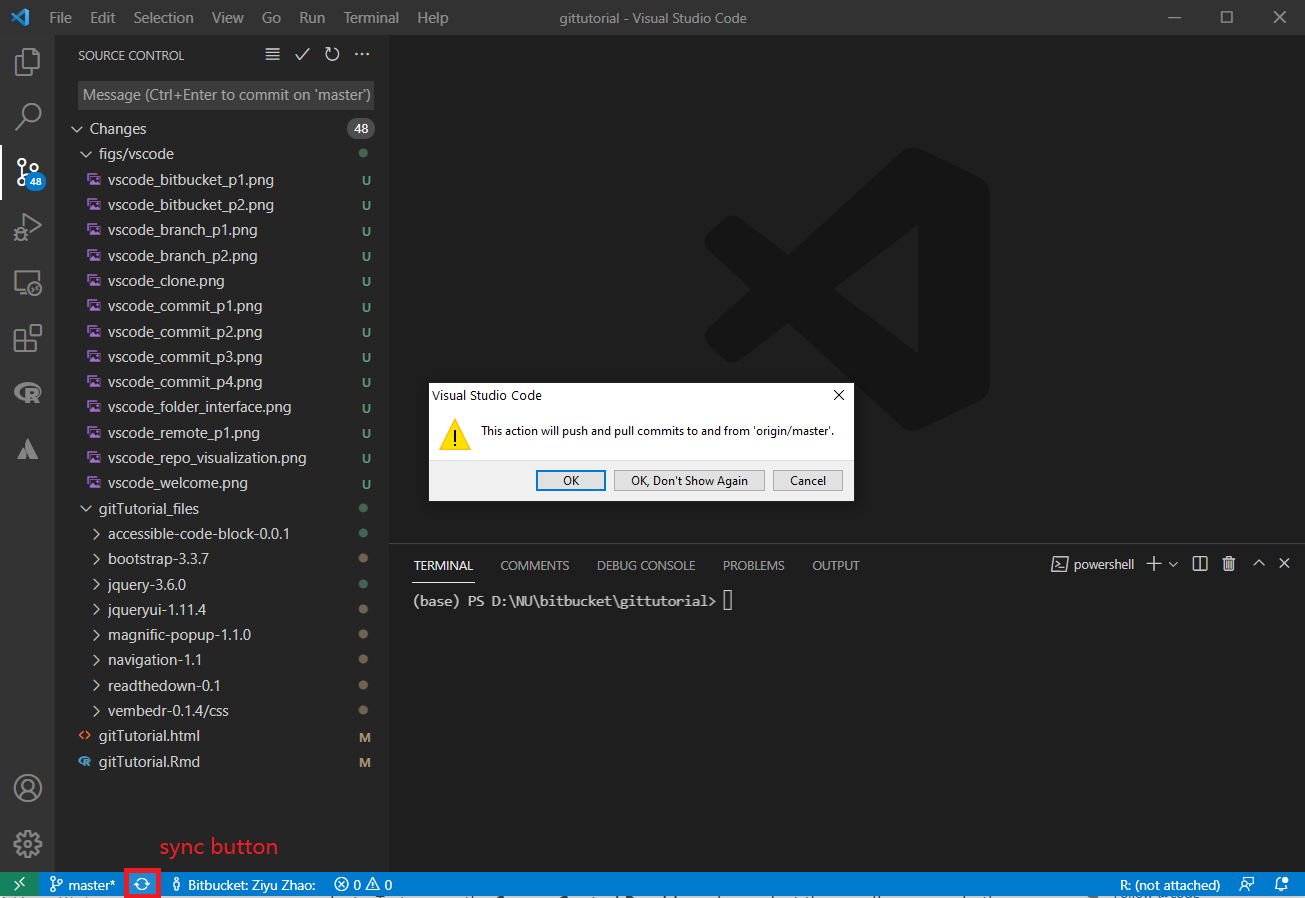 File Edit Selection View Go Run Terminal Help
gittutorial - Visual Studio Code
SOURCE CONTROL
Message (Ctrl+Enter to commit on 'master')
Changes 48
figs/vscode
48
vscode_bitbucket_p1.png U
vscode_bitbucket_p2.png U
vscode_branch_p1.png U
vscode_branch_p2.png U
vscode_clone.png U
vscode_commit_p1.png U
vscode_commit_p2.png U
vscode_commit_p3.png U
vscode_commit_p4.png U
vscode_folder_interface.png U
vscode_remote_p1.png U
vscode_repo_visualization.png U
vscode_welcome.png U
gitTutorial_files
accessible-code-block-0.0.1
bootstrap-3.3.7
jquery-3.6.0
jqueryui-1.11.4
magnific-popup-1.1.0
navigation-1.1
readthedown-0.1
vembedr-0.1.4/css
gitTutorial.html M
R gitTutorial.Rmd M
Visual Studio Code
This action will push and pull commits to and from 'origin/master'.
OK
OK, Don't Show Again
Cancel
TERMINAL COMMENTS DEBUG CONSOLE PROBLEMS OUTPUT
powershell
(base) PS D:\NU\bitbucket\gittutorial>
sync button
master* Bitbucket: Ziyu Zhao: 0 0
R: (not attached)